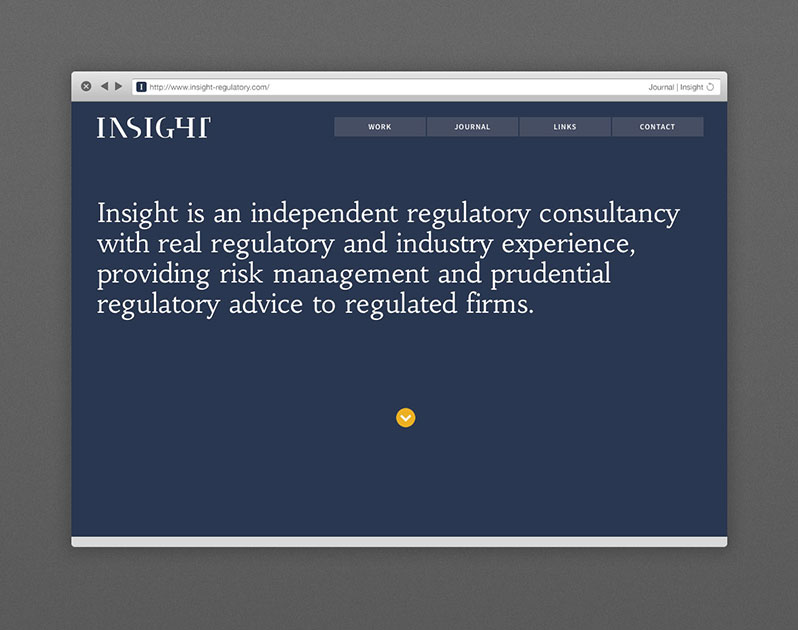 I http://www.insight-regulatory.com/ Journal | Insight
INSIGHT WORK JOURNAL LINKS CONTACT
Insight is an independent regulatory consultancy
with real regulatory and industry experience,
providing risk management and prudential
regulatory advice to regulated firms.